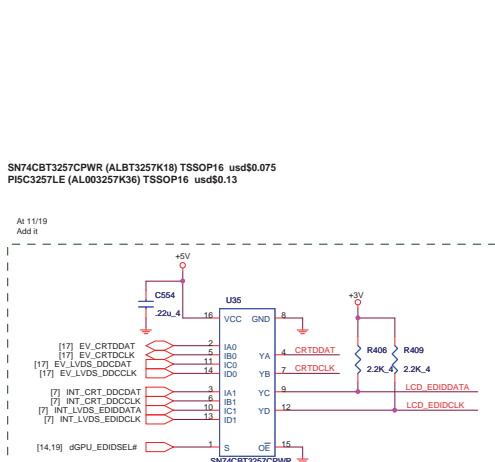 SN74CBT3257CPWR (ALBT3257K18) TSSOP16 usd$0.075
PI5C3257LE (AL003257K36) TSSOP16 usd$0.13
At 11/19
Add it
+5V
C554
.22u_4
U35
16 VCC GND 8
+3V
[17] EV_CRTDDAT 2 IA0
[17] EV_CRTDCLK 5 IB0 YA 4 CRTDDAT
[17] EV_LVDS_DDCDAT 11 IC0
[17] EV_LVDS_DDCCLK 14 ID0 YB 7 CRTDCLK
R406 R409
2.2K_4 2.2K_4
[7] INT_CRT_DDCDAT 3 IA1 YC 9 LCD_EDIDDATA
[7] INT_CRT_DDCCLK 6 IB1
[7] INT_LVDS_EDIDDATA 10 IC1 YD 12 LCD_EDIDCLK
[7] INT_LVDS_EDIDCLK 13 ID1
[14,19] dGPU_EDIDSEL# 1 S OE 15
SN74CBT3257CPWR